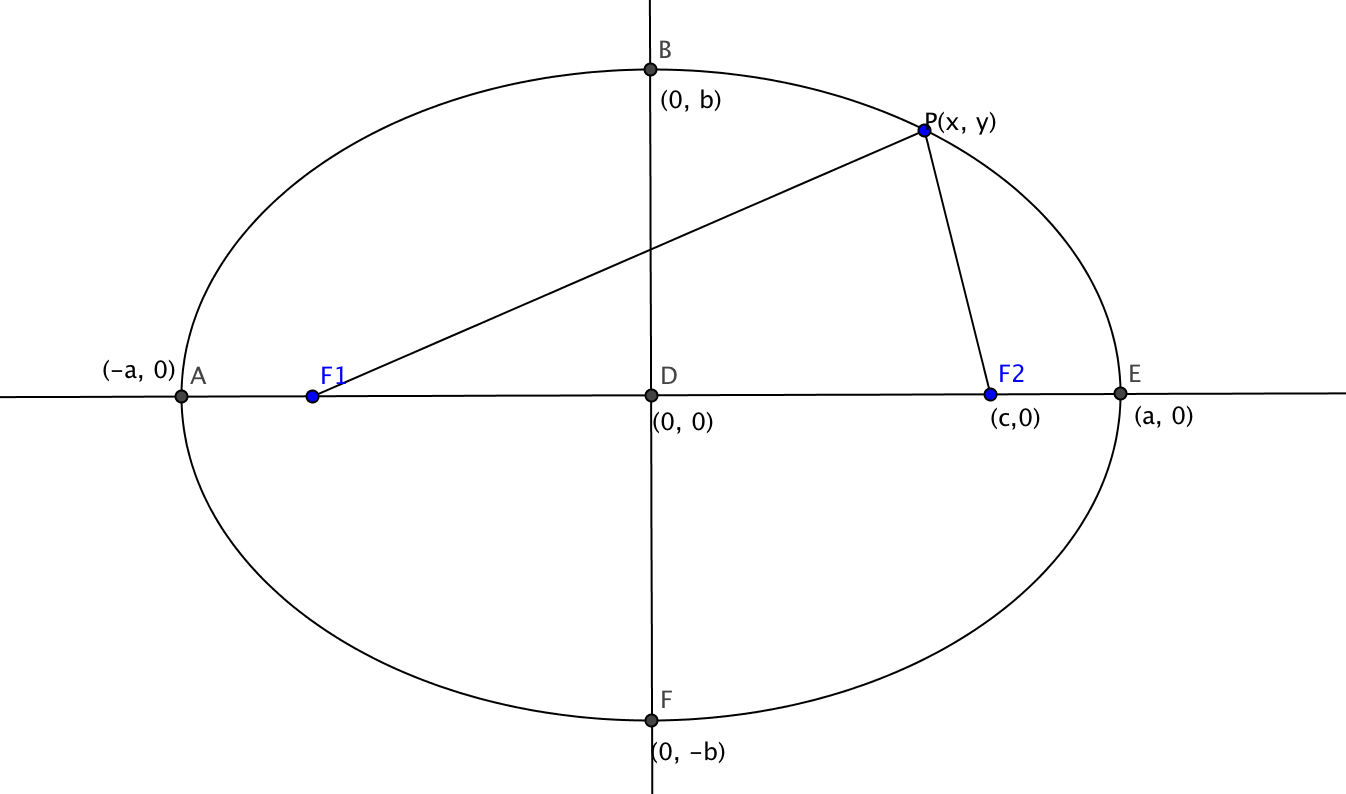 B
(0, b)
P(x, y)
(-a, 0) A
F1
D
F2
E
(0, 0)
(c,0)
(a, 0)
F
(0, -b)